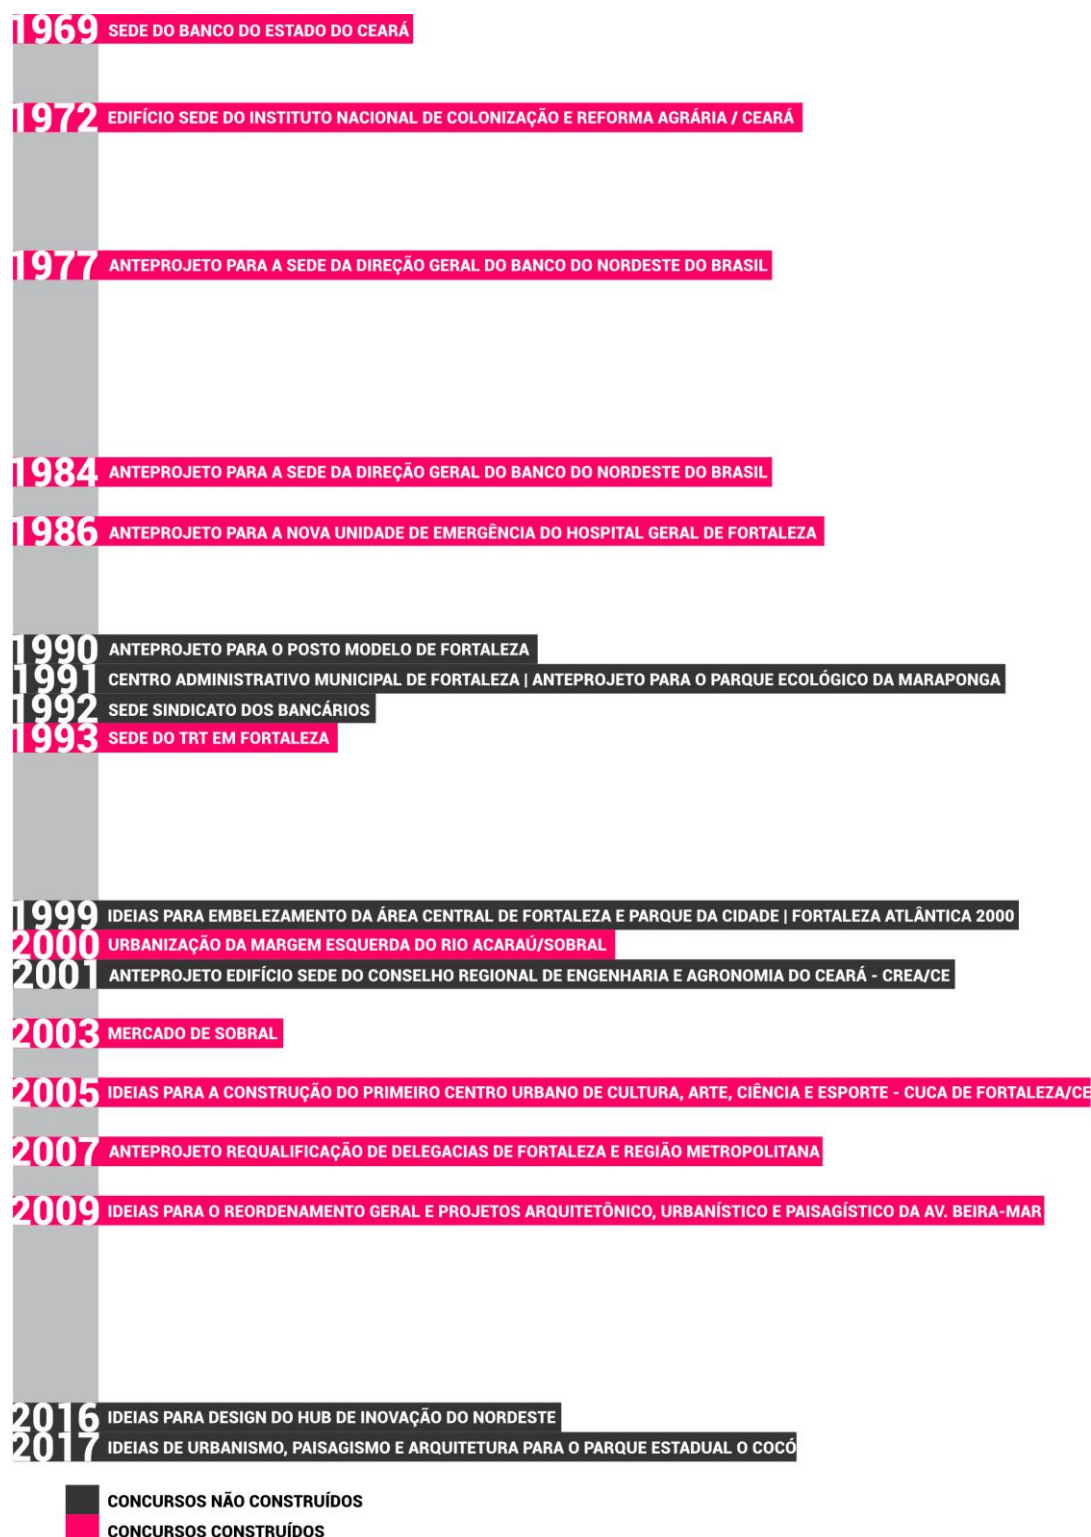 1969 SEDE DO BANCO DO ESTADO DO CEARÁ
1972 EDIFÍCIO SEDE DO INSTITUTO NACIONAL DE COLONIZAÇÃO E REFORMA AGRÁRIA / CEARÁ
1977 ANTEPROJETO PARA A SEDE DA DIREÇÃO GERAL DO BANCO DO NORDESTE DO BRASIL
1984 ANTEPROJETO PARA A SEDE DA DIREÇÃO GERAL DO BANCO DO NORDESTE DO BRASIL
1986 ANTEPROJETO PARA A NOVA UNIDADE DE EMERGÊNCIA DO HOSPITAL GERAL DE FORTALEZA
1990 ANTEPROJETO PARA O POSTO MODELO DE FORTALEZA
1991 CENTRO ADMINISTRATIVO MUNICIPAL DE FORTALEZA | ANTEPROJETO PARA O PARQUE ECOLÓGICO DA MARAPONGA
1992 SEDE SINDICATO DOS BANCÁRIOS
1993 SEDE DO TRT EM FORTALEZA
1999 IDEIAS PARA EMBELEZAMENTO DA ÁREA CENTRAL DE FORTALEZA E PARQUE DA CIDADE | FORTALEZA ATLÂNTICA 2000
2000 URBANIZAÇÃO DA MARGEM ESQUERDA DO RIO ACARAÚ/SOBRAL
2001 ANTEPROJETO EDIFÍCIO SEDE DO CONSELHO REGIONAL DE ENGENHARIA E AGRONOMIA DO CEARÁ - CREA/CE
2003 MERCADO DE SOBRAL
2005 IDEIAS PARA A CONSTRUÇÃO DO PRIMEIRO CENTRO URBANO DE CULTURA, ARTE, CIÊNCIA E ESPORTE - CUCA DE FORTALEZA/CE
2007 ANTEPROJETO REQUALIFICAÇÃO DE DELEGACIAS DE FORTALEZA E REGIÃO METROPOLITANA
2009 IDEIAS PARA O REORDENAMENTO GERAL E PROJETOS ARQUITETÔNICO, URBANÍSTICO E PAISAGÍSTICO DA AV. BEIRA-MAR
2016 IDEIAS PARA DESIGN DO HUB DE INOVAÇÃO DO NORDESTE
2017 IDEIAS DE URBANISMO, PAISAGISMO E ARQUITETURA PARA O PARQUE ESTADUAL O COCÓ
CONCURSOS NÃO CONSTRUÍDOS
CONCURSOS CONSTRUÍDOS